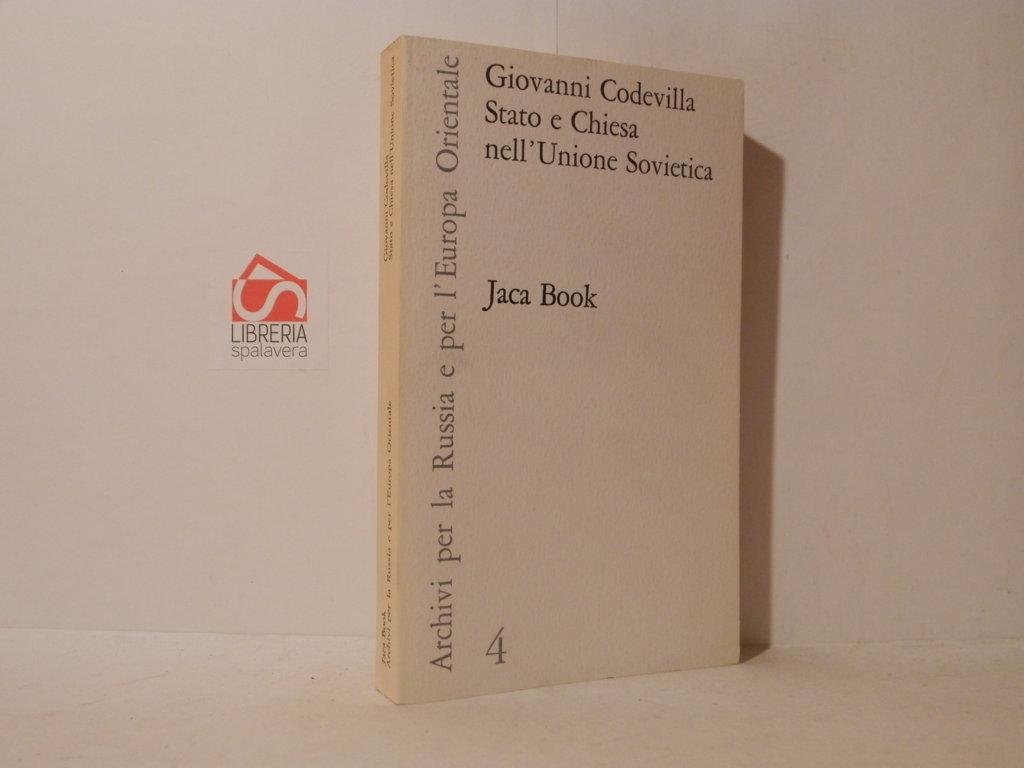 Giovanni Codevilla
Stato e Chiesa
nell'Unione Sovietica
Jaca Book
Archivi per la Russia e per l'Europa Orientale
4
Giovanni Codevilla
Stato e Chiesa nell'Unione Sovietica
Jaca Book
Archivi per la Russia e per l'Europa Orientale
LIBRERIA
spalavera